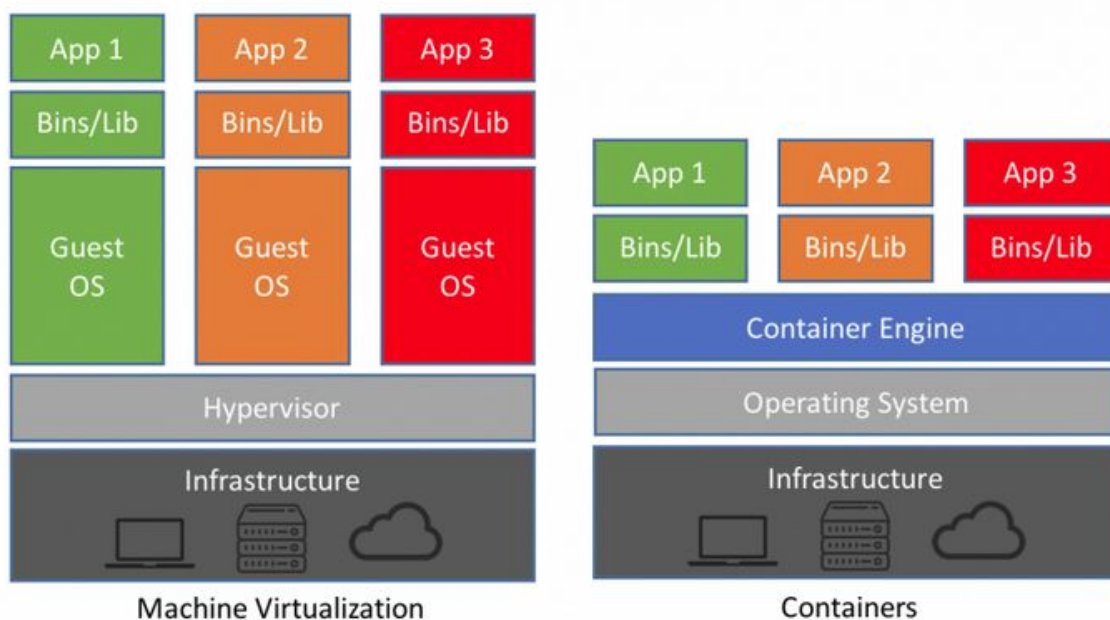 App 1
App 2
App 3
Bins/Lib
Bins/Lib
Bins/Lib
Guest
OS
Guest
OS
Guest
OS
Hypervisor
Infrastructure
Machine Virtualization
App 1
App 2
App 3
Bins/Lib
Bins/Lib
Bins/Lib
Container Engine
Operating System
Infrastructure
Containers